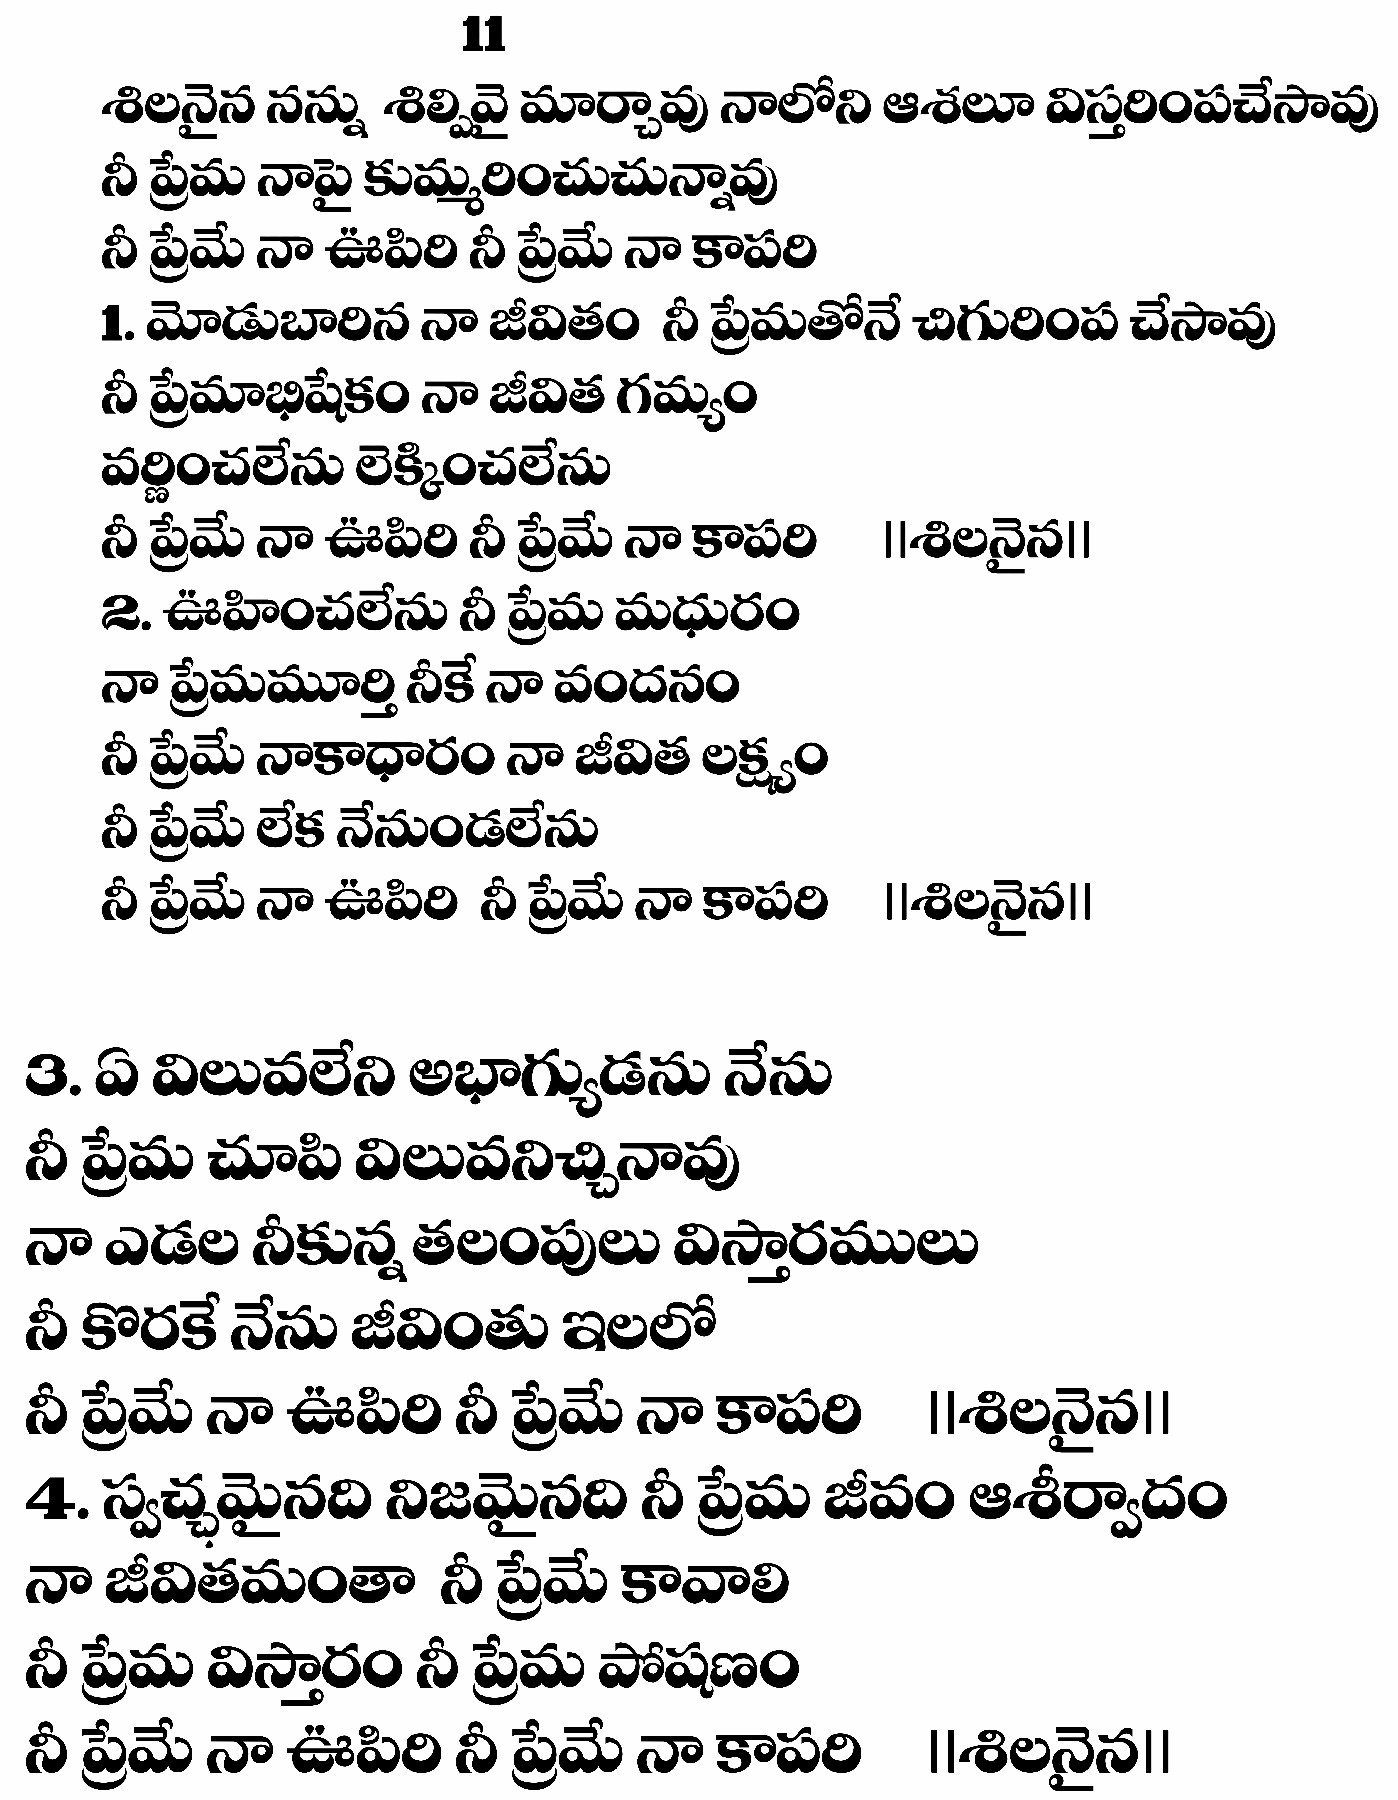 11
శిలనైన నన్ను శిల్పివై మార్చావు నాలోని ఆశలూ విస్తరింపచేసావు
నీ ప్రేమ నాపై కుమ్మరించుచున్నావు
నీ ప్రేమే నా ఊపిరి నీ ప్రేమే నా కాపరి
1. మోడుబారిన నా జీవితం నీ ప్రేమతోనే చిగురింప చేసావు
నీ ప్రేమాభిషేకం నా జీవిత గమ్యం
వర్ణించలేను లెక్కించలేను
నీ ప్రేమే నా ఊపిరి నీ ప్రేమే నా కాపరి ||శిలనైన||
2. ఊహించలేను నీ ప్రేమ మధురం
నా ప్రేమమూర్తి నీకే నా వందనం
నీ ప్రేమే నాకాధారం నా జీవిత లక్ష్యం
నీ ప్రేమే లేక నేనుండలేను
నీ ప్రేమే నా ఊపిరి నీ ప్రేమే నా కాపరి ||శిలనైన||
3. ఏ విలువలేని అభాగ్యుడను నేను
నీ ప్రేమ చూపి విలువనిచ్చినావు
నా ఎడల నీకున్న తలంపులు విస్తారములు
నీ కొరకే నేను జీవింతు ఇలలో
నీ ప్రేమే నా ఊపిరి నీ ప్రేమే నా కాపరి ||శిలనైన||
4. స్వచ్ఛమైనది నిజమైనది నీ ప్రేమ జీవం ఆశీర్వాదం
నా జీవితమంతా నీ ప్రేమే కావాలి
నీ ప్రేమ విస్తారం నీ ప్రేమ పోషణం
నీ ప్రేమే నా ఊపిరి నీ ప్రేమే నా కాపరి ||శిలనైన||